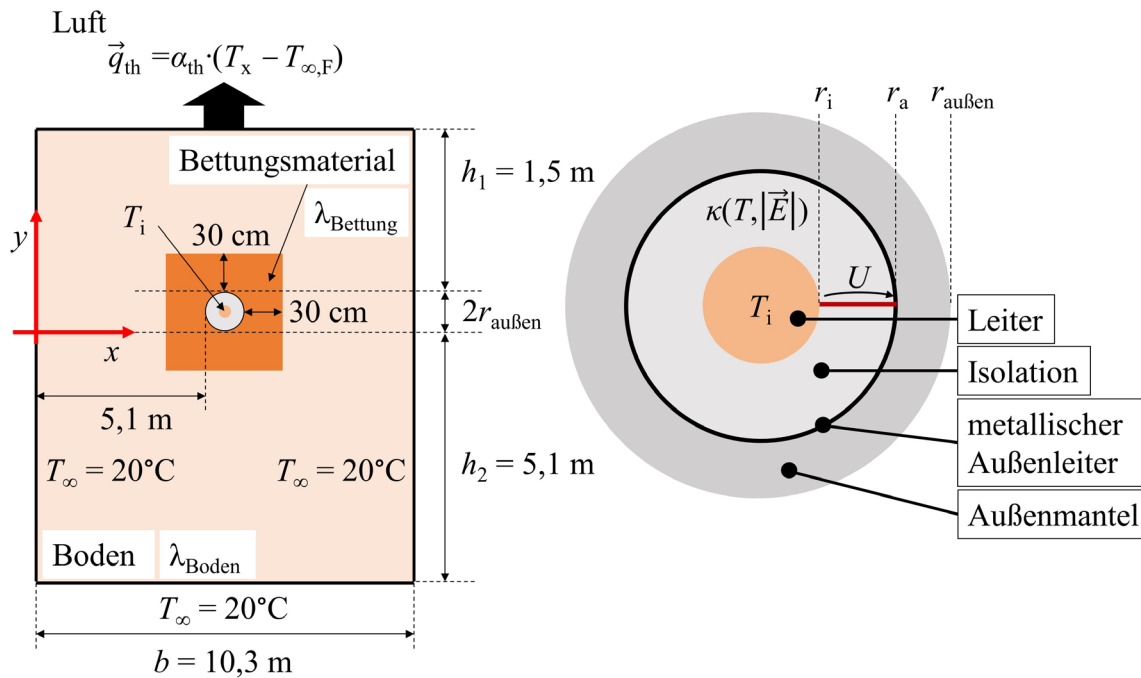 Luft
q⃗th =αth·(Tx − T∞,F)
Bettungsmaterial
λBettung
Ti
30 cm
30 cm
y
x
5,1 m
h1 = 1,5 m
2raußen
h2 = 5,1 m
T∞ = 20°C
T∞ = 20°C
Boden
λBoden
T∞ = 20°C
b = 10,3 m
ri
ra
raußen
κ(T,|E⃗|)
U
Ti
Leiter
Isolation
metallischer
Außenleiter
Außenmantel